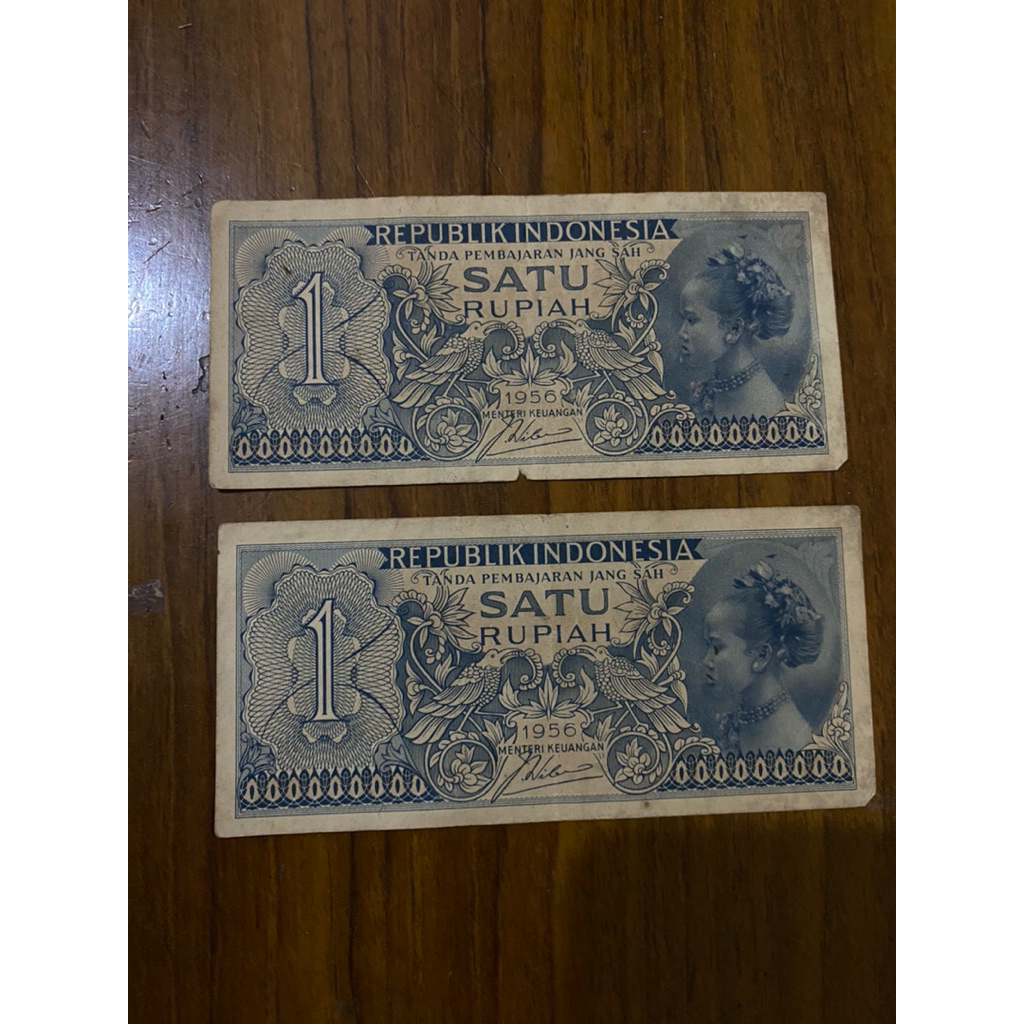 REPUBLIK INDONESIA
TANDA PEMBAJARAN JANG SAH
SATU
RUPIAH
1
1956
MENTERI KEUANGAN
REPUBLIK INDONESIA
TANDA PEMBAJARAN JANG SAH
SATU
RUPIAH
1
1956
MENTERI KEUANGAN